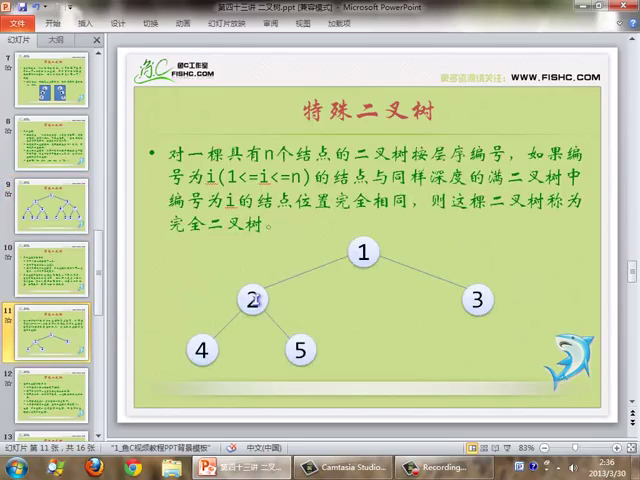 第四十三讲 二叉树.ppt [兼容模式] - Microsoft PowerPoint
文件 开始 插入 设计 切换 动画 幻灯片放映 审阅 视图 加载项
幻灯片 大纲
7
8
9
10
11
12
13
鱼C工作室
FISHC.COM
更多资源请关注: WWW.FISHC.COM
特殊二叉树
• 对一棵具有n个结点的二叉树按层序编号，如果编
号为i(1<=i<=n)的结点与同样深度的满二叉树中
编号为i的结点位置完全相同，则这棵二叉树称为
完全二叉树。
1
2 3
4 5
幻灯片 第 11 张，共 16 张 "1_鱼C视频教程PPT背景模板" 中文(中国) 83%
第四十三讲 二叉... Camtasia Studio... Recording...
2:36
2013/3/30